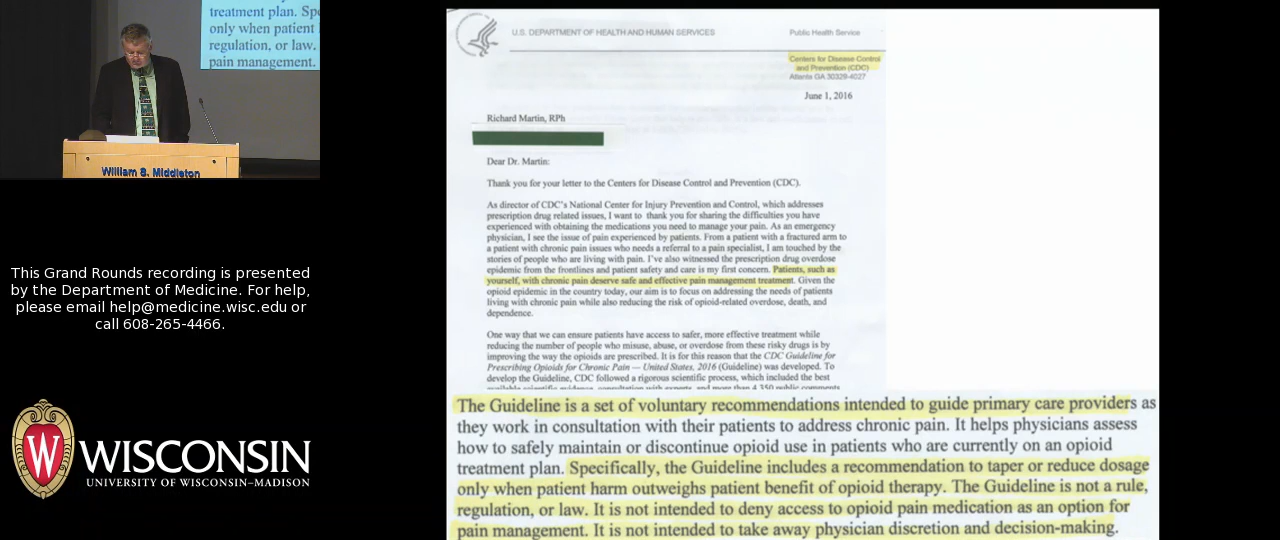 treatment plan. Spe
only when patient
regulation, or law.
pain management.
William S. Middleton
This Grand Rounds recording is presented
by the Department of Medicine. For help,
please email help@medicine.wisc.edu or
call 608-265-4466.
W
WISCONSIN
UNIVERSITY OF WISCONSIN–MADISON
U.S. DEPARTMENT OF HEALTH AND HUMAN SERVICES
Public Health Service
Centers for Disease Control
and Prevention (CDC)
Atlanta GA 30329-4027
June 1, 2016
Richard Martin, RPh
Dear Dr. Martin:
Thank you for your letter to the Centers for Disease Control and Prevention (CDC).
As director of CDC's National Center for Injury Prevention and Control, which addresses
prescription drug related issues, I want to thank you for sharing the difficulties you have
experienced with obtaining the medications you need to manage your pain. As an emergency
physician, I see the issue of pain experienced by patients. From a patient with a fractured arm to
a patient with chronic pain issues who needs a referral to a pain specialist, I am touched by the
stories of people who are living with pain. I've also witnessed the prescription drug overdose
epidemic from the frontlines and patient safety and care is my first concern. Patients, such as
yourself, with chronic pain deserve safe and effective pain management treatment. Given the
opioid epidemic in the country today, our aim is to focus on addressing the needs of patients
living with chronic pain while also reducing the risk of opioid-related overdose, death, and
dependence.
One way that we can ensure patients have access to safer, more effective treatment while
reducing the number of people who misuse, abuse, or overdose from these risky drugs is by
improving the way the opioids are prescribed. It is for this reason that the CDC Guideline for
Prescribing Opioids for Chronic Pain — United States, 2016 (Guideline) was developed. To
develop the Guideline, CDC followed a rigorous scientific process, which included the best
available scientific evidence, consultation with experts, and more than 4,350 public comments
The Guideline is a set of voluntary recommendations intended to guide primary care providers as
they work in consultation with their patients to address chronic pain. It helps physicians assess
how to safely maintain or discontinue opioid use in patients who are currently on an opioid
treatment plan. Specifically, the Guideline includes a recommendation to taper or reduce dosage
only when patient harm outweighs patient benefit of opioid therapy. The Guideline is not a rule,
regulation, or law. It is not intended to deny access to opioid pain medication as an option for
pain management. It is not intended to take away physician discretion and decision-making.